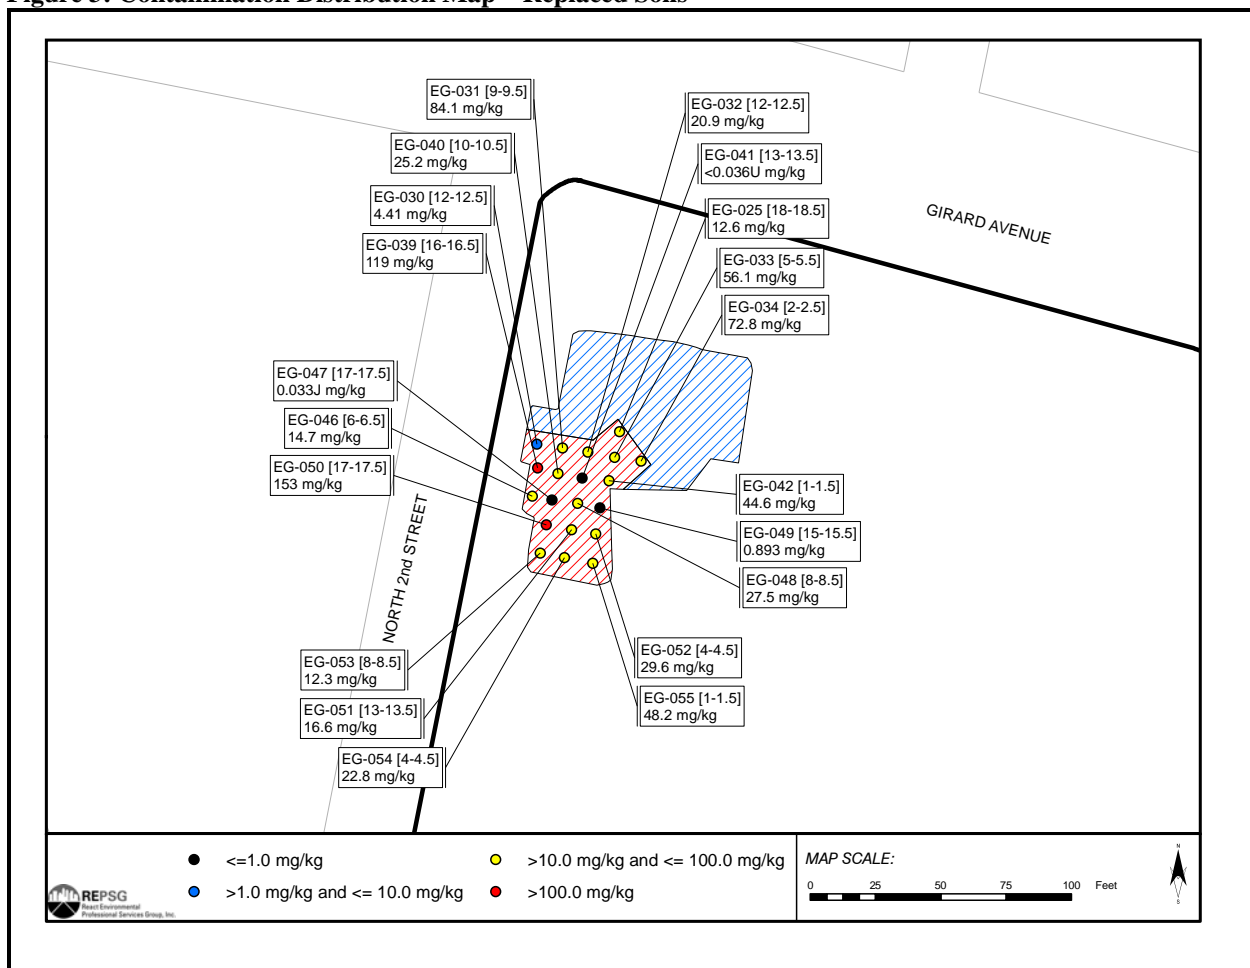 Figure 5: Contamination Distribution Map – Replaced Soils
EG-031 [9-9.5]
84.1 mg/kg
EG-040 [10-10.5]
25.2 mg/kg
EG-030 [12-12.5]
4.41 mg/kg
EG-039 [16-16.5]
119 mg/kg
EG-032 [12-12.5]
20.9 mg/kg
EG-041 [13-13.5]
<0.036U mg/kg
EG-025 [18-18.5]
12.6 mg/kg
EG-033 [5-5.5]
56.1 mg/kg
EG-034 [2-2.5]
72.8 mg/kg
GIRARD AVENUE
EG-047 [17-17.5]
0.033J mg/kg
EG-046 [6-6.5]
14.7 mg/kg
EG-050 [17-17.5]
153 mg/kg
NORTH 2nd STREET
EG-042 [1-1.5]
44.6 mg/kg
EG-049 [15-15.5]
0.893 mg/kg
EG-048 [8-8.5]
27.5 mg/kg
EG-053 [8-8.5]
12.3 mg/kg
EG-051 [13-13.5]
16.6 mg/kg
EG-054 [4-4.5]
22.8 mg/kg
EG-052 [4-4.5]
29.6 mg/kg
EG-055 [1-1.5]
48.2 mg/kg
<=1.0 mg/kg
>10.0 mg/kg and <= 100.0 mg/kg
>1.0 mg/kg and <= 10.0 mg/kg
>100.0 mg/kg
MAP SCALE:
0 25 50 75 100 Feet
N
S
REPSG
React Environmental
Professional Services Group, Inc.